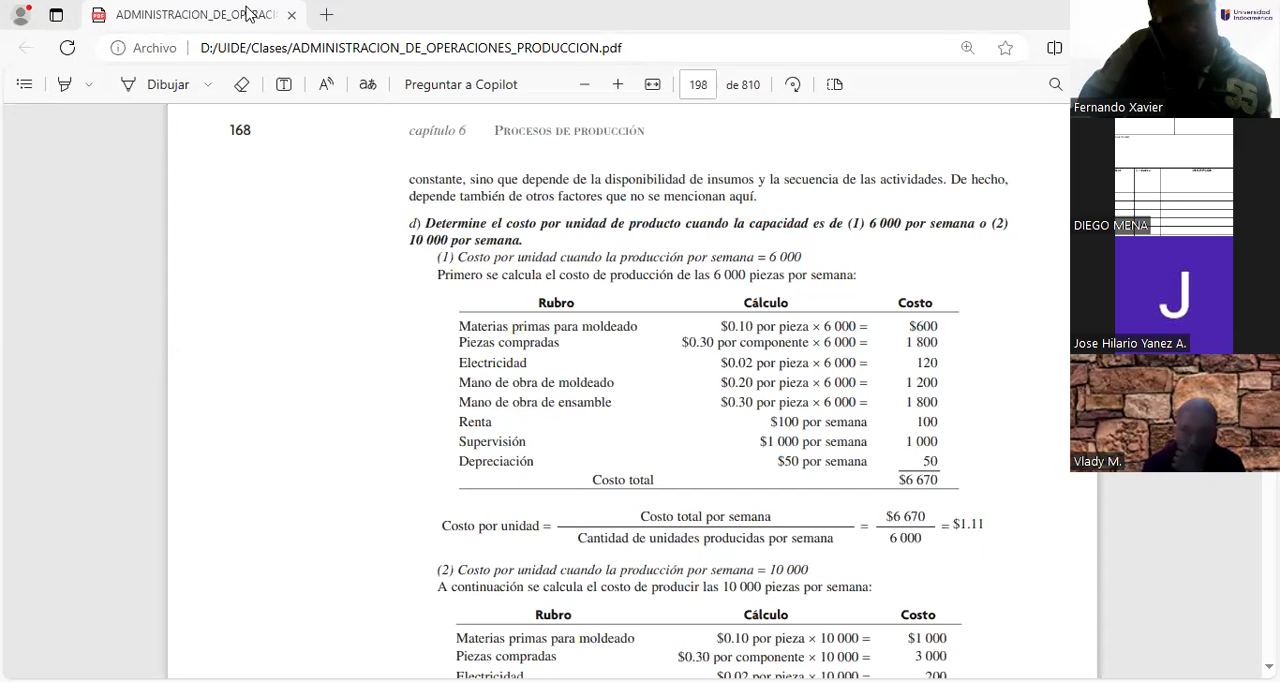 ADMINISTRACION_DE_OPERACI
Archivo D:/UIDE/Clases/ADMINISTRACION_DE_OPERACIONES_PRODUCCION.pdf
Dibujar Preguntar a Copilot 198 de 810
Universidad Indoamérica
Fernando Xavier
DIEGO MENA
J
Jose Hilario Yanez A.
Vlady M.
168 capítulo 6 PROCESOS DE PRODUCCIÓN
constante, sino que depende de la disponibilidad de insumos y la secuencia de las actividades. De hecho,
depende también de otros factores que no se mencionan aquí.
d) Determine el costo por unidad de producto cuando la capacidad es de (1) 6 000 por semana o (2)
10 000 por semana.
(1) Costo por unidad cuando la producción por semana = 6 000
Primero se calcula el costo de producción de las 6 000 piezas por semana:
Rubro Cálculo Costo
Materias primas para moldeado $0.10 por pieza × 6 000 = $600
Piezas compradas $0.30 por componente × 6 000 = 1 800
Electricidad $0.02 por pieza × 6 000 = 120
Mano de obra de moldeado $0.20 por pieza × 6 000 = 1 200
Mano de obra de ensamble $0.30 por pieza × 6 000 = 1 800
Renta $100 por semana 100
Supervisión $1 000 por semana 1 000
Depreciación $50 por semana 50
Costo total $6 670
Costo por unidad = Costo total por semana / Cantidad de unidades producidas por semana = $6 670 / 6 000 = $1.11
(2) Costo por unidad cuando la producción por semana = 10 000
A continuación se calcula el costo de producir las 10 000 piezas por semana:
Rubro Cálculo Costo
Materias primas para moldeado $0.10 por pieza × 10 000 = $1 000
Piezas compradas $0.30 por componente × 10 000 = 3 000
Electricidad $0.02 por pieza × 10 000 = 200